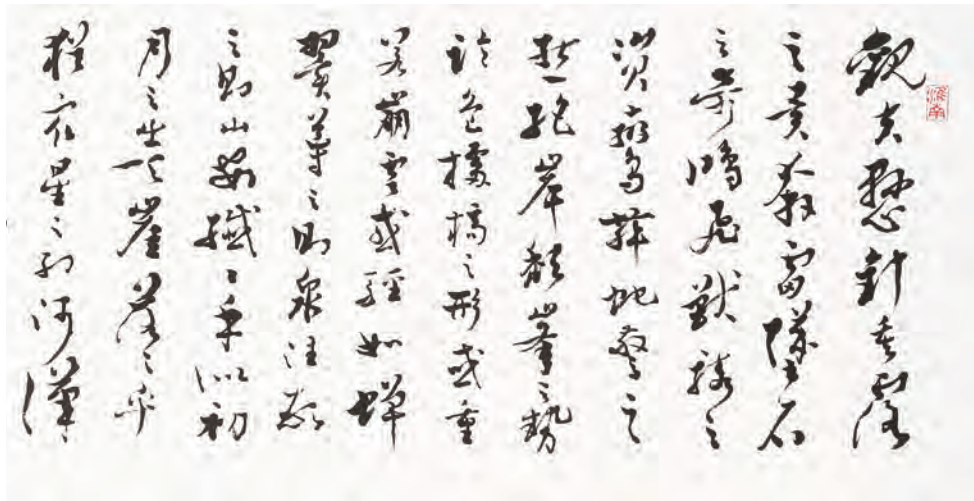 觀夫懸針垂露
之異奔雷墜石
之奇鴻飛獸駭之
資鸞舞蛇驚之
態絕岸頹峯之勢
臨危據槁之形或重
若崩雲或輕如蟬
翼導之則泉注頓
之則山安纖纖乎似初
月之出天崖落落乎
猶眾星之列河漢